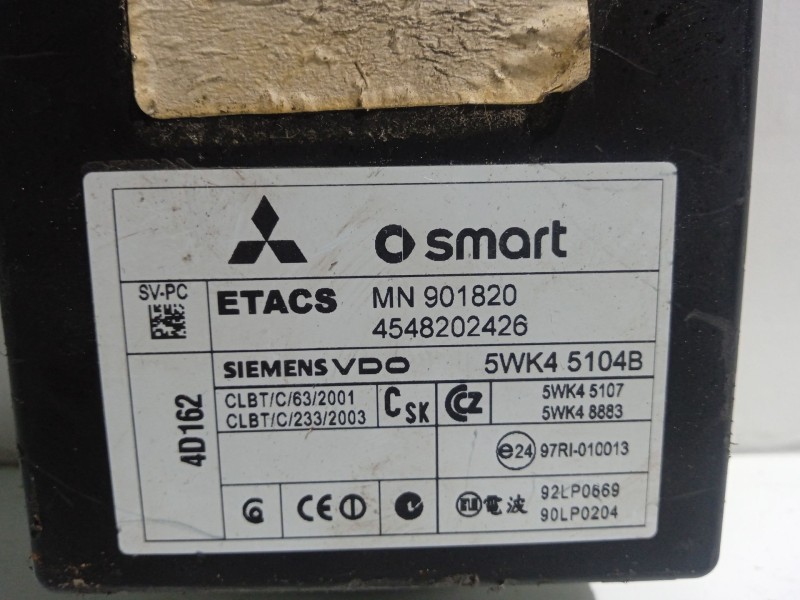 smart
SV-PC
ETACS
MN 901820
4548202426
SIEMENS VDO
5WK4 5104B
4D162
CLBT/C/63/2001
CLBT/C/233/2003
C SK
CZ
5WK4 5107
5WK4 8883
e24 97RI-010013
CE
電波
92LP0669
90LP0204